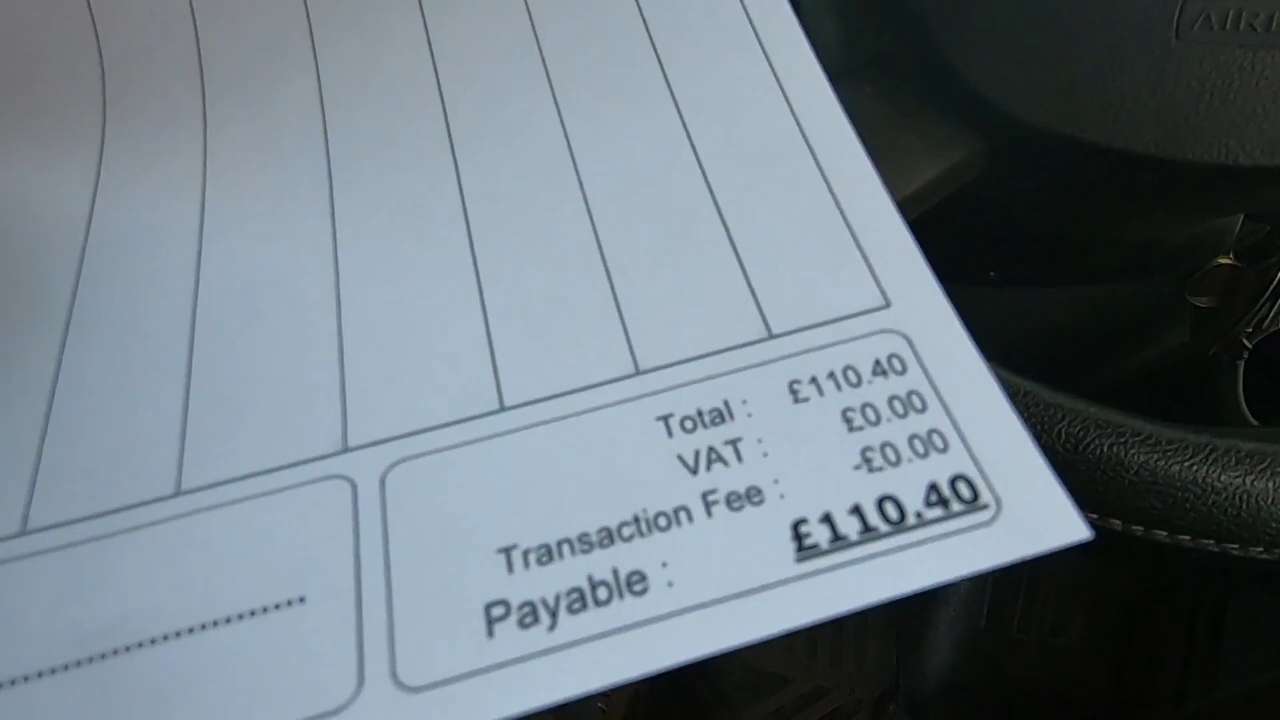 Total : £110.40
VAT : £0.00
Transaction Fee : -£0.00
Payable : £110.40